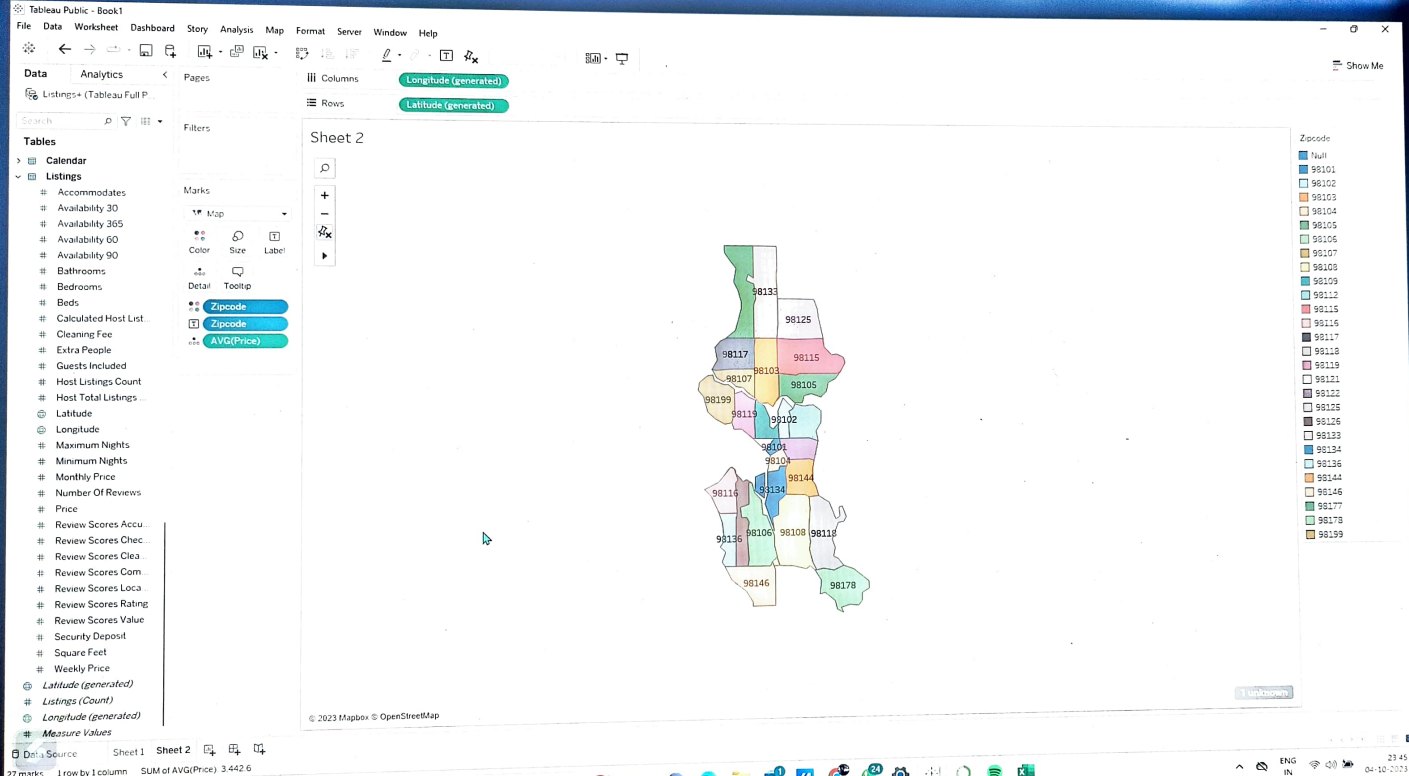 Tableau Public - Book1
File Data Worksheet Dashboard Story Analysis Map Format Server Window Help
Show Me
Data Analytics
Pages
Columns Longitude (generated)
Listings+ (Tableau Full P...
Rows Latitude (generated)
Search
Filters
Tables
Sheet 2
Calendar
Listings
Accommodates
Availability 30
Availability 365
Availability 60
Availability 90
Bathrooms
Bedrooms
Beds
Calculated Host List...
Cleaning Fee
Extra People
Guests Included
Host Listings Count
Host Total Listings ...
Latitude
Longitude
Maximum Nights
Minimum Nights
Monthly Price
Number Of Reviews
Price
Review Scores Accu...
Review Scores Chec...
Review Scores Clea...
Review Scores Com...
Review Scores Loca...
Review Scores Rating
Review Scores Value
Security Deposit
Square Feet
Weekly Price
Latitude (generated)
Listings (Count)
Longitude (generated)
Measure Values
Marks
Map
Color Size Label
Detail Tooltip
Zipcode
Zipcode
AVG(Price)
98133
98125
98117
98103
98115
98107
98105
98199
98119
98102
98101
98104
98144
98134
98116
98136
98106
98108
98118
98146
98178
Zipcode
Null
98101
98102
98103
98104
98105
98106
98107
98108
98109
98112
98115
98116
98117
98118
98119
98121
98122
98125
98126
98133
98134
98136
98144
98146
98177
98178
98199
1 unknown
© 2023 Mapbox © OpenStreetMap
Data Source Sheet 1 Sheet 2
27 marks 1 row by 1 column SUM of AVG(Price) 3,442.6
1
24
ENG
IN
23:45
04-10-2023